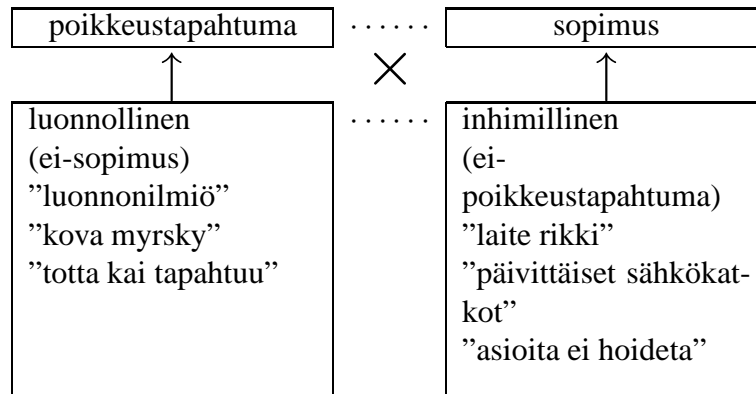 poikkeustapahtuma ...... sopimus
×
luonnollinen ...... inhimillinen
(ei-sopimus) (ei-
”luonnonilmiö” poikkeustapahtuma)
”kova myrsky” ”laite rikki”
”totta kai tapahtuu” ”päivittäiset sähkökat-
kot”
”asioita ei hoideta”